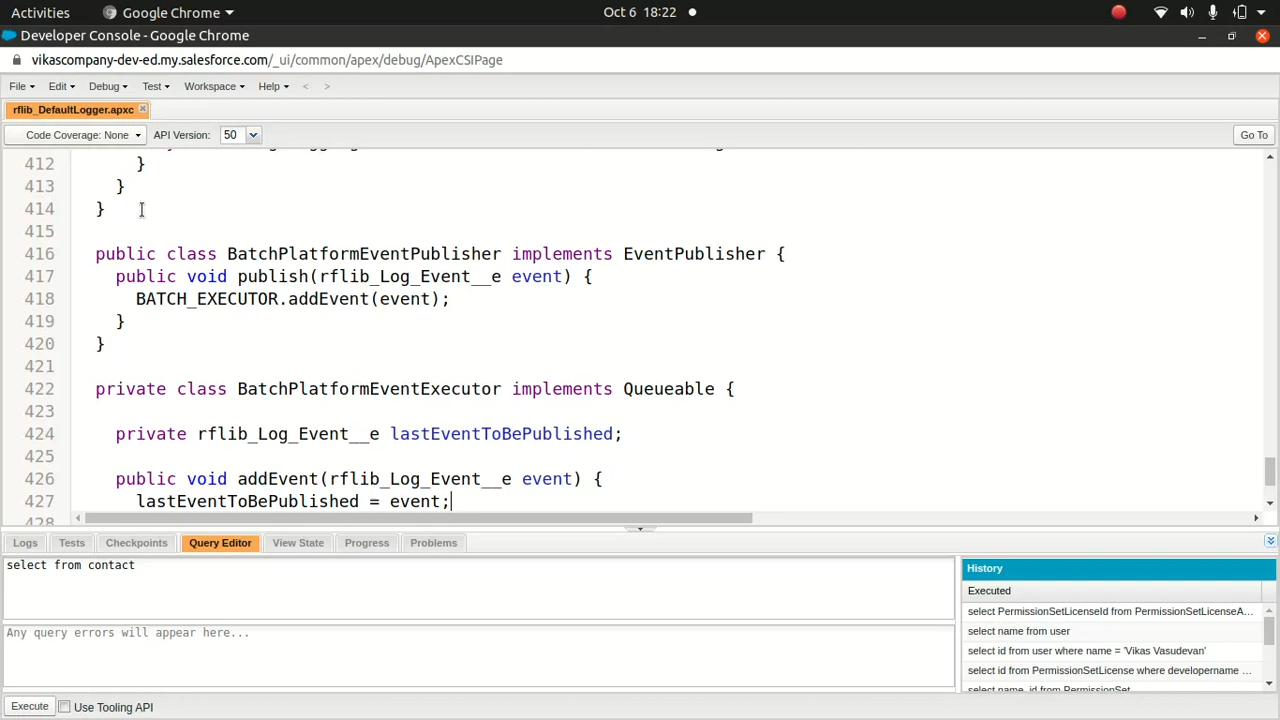 Activities
Google Chrome
Oct 6 18:22
Developer Console - Google Chrome
vikascompany-dev-ed.my.salesforce.com/_ui/common/apex/debug/ApexCSIPage
File Edit Debug Test Workspace Help < >
rflib_DefaultLogger.apxc
Code Coverage: None API Version: 50 Go To
412 }
413 }
414 }
415
416 public class BatchPlatformEventPublisher implements EventPublisher {
417 public void publish(rflib_Log_Event__e event) {
418 BATCH_EXECUTOR.addEvent(event);
419 }
420 }
421
422 private class BatchPlatformEventExecutor implements Queueable {
423
424 private rflib_Log_Event__e lastEventToBePublished;
425
426 public void addEvent(rflib_Log_Event__e event) {
427 lastEventToBePublished = event;
428
Logs Tests Checkpoints Query Editor View State Progress Problems
select from contact
Any query errors will appear here...
History
Executed
select PermissionSetLicenseId from PermissionSetLicenseA...
select name from user
select id from user where name = 'Vikas Vasudevan'
select id from PermissionSetLicense where developername ...
select name, id from PermissionSet
Execute Use Tooling API